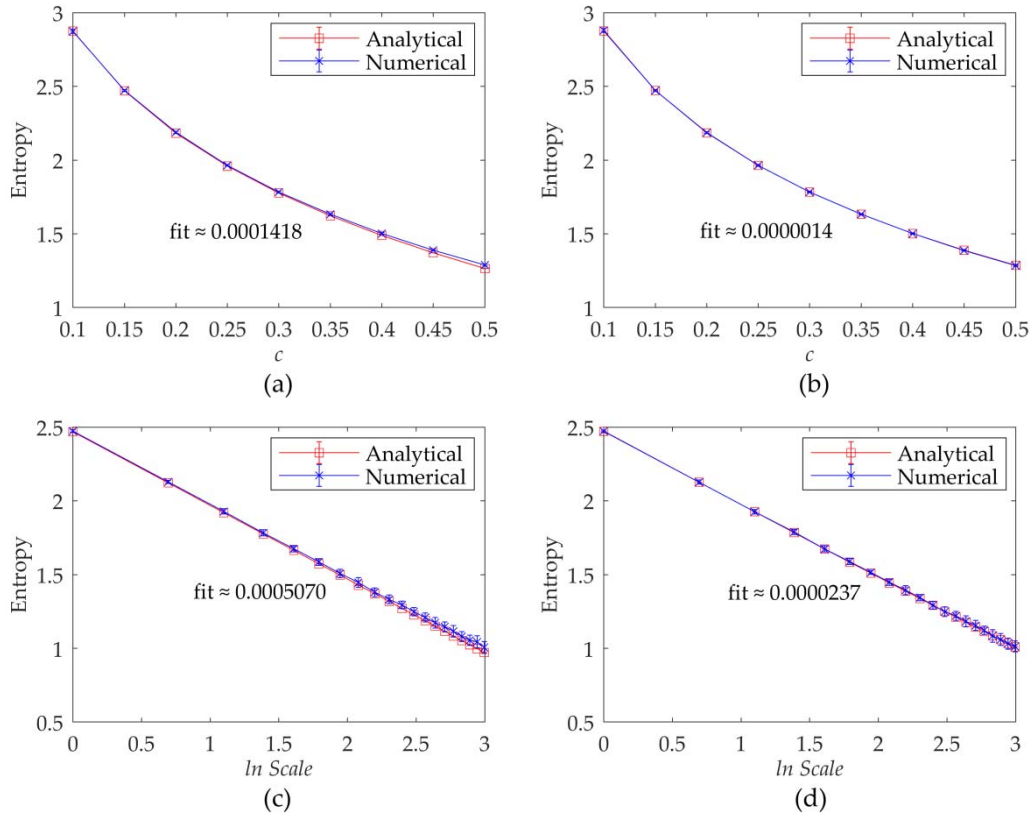 3
2.5
2
1.5
1
Entropy
Analytical
Numerical
fit ≈ 0.0001418
0.1 0.15 0.2 0.25 0.3 0.35 0.4 0.45 0.5
c
(a)
3
2.5
2
1.5
1
Entropy
Analytical
Numerical
fit ≈ 0.0000014
0.1 0.15 0.2 0.25 0.3 0.35 0.4 0.45 0.5
c
(b)
2.5
2
1.5
1
0.5
Entropy
Analytical
Numerical
fit ≈ 0.0005070
0 0.5 1 1.5 2 2.5 3
ln Scale
(c)
2.5
2
1.5
1
0.5
Entropy
Analytical
Numerical
fit ≈ 0.0000237
0 0.5 1 1.5 2 2.5 3
ln Scale
(d)